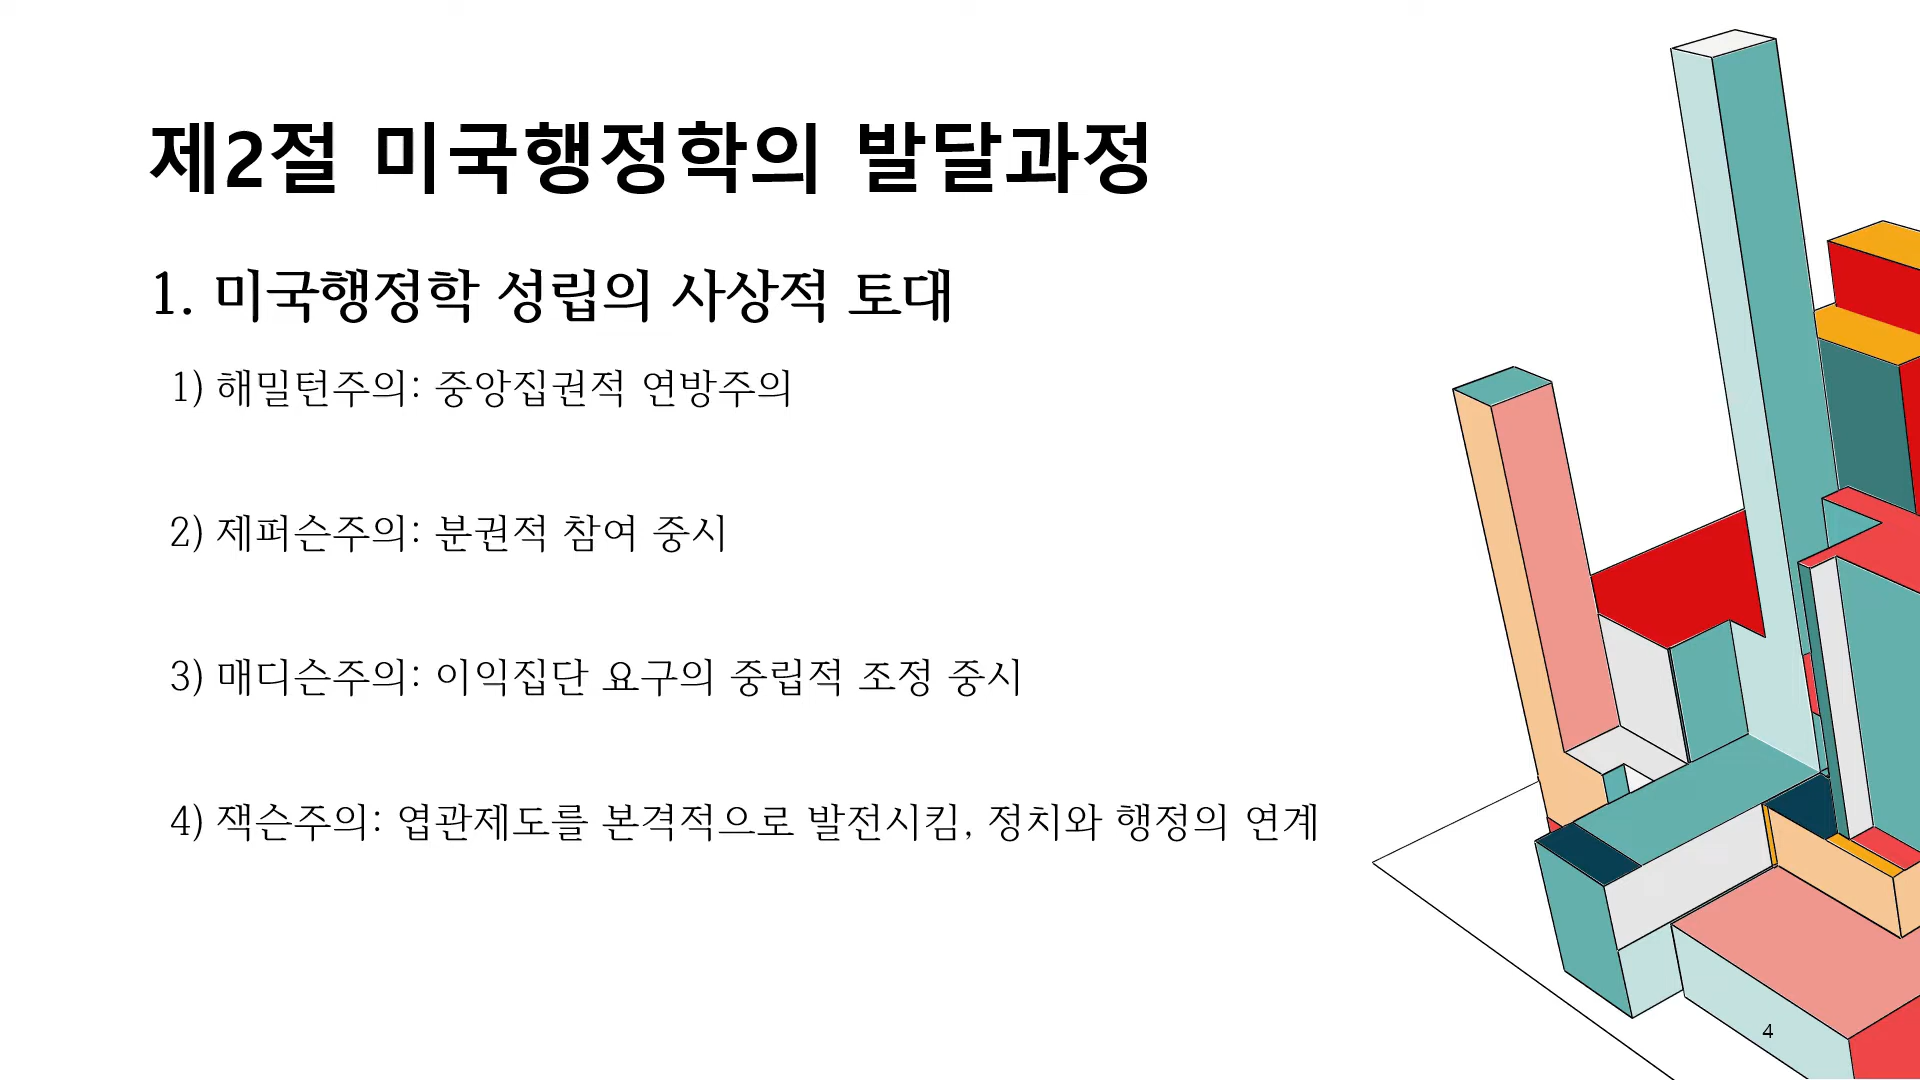 제2절 미국행정학의 발달과정
1. 미국행정학 성립의 사상적 토대
1) 해밀턴주의: 중앙집권적 연방주의
2) 제퍼슨주의: 분권적 참여 중시
3) 매디슨주의: 이익집단 요구의 중립적 조정 중시
4) 잭슨주의: 엽관제도를 본격적으로 발전시킴, 정치와 행정의 연계
4